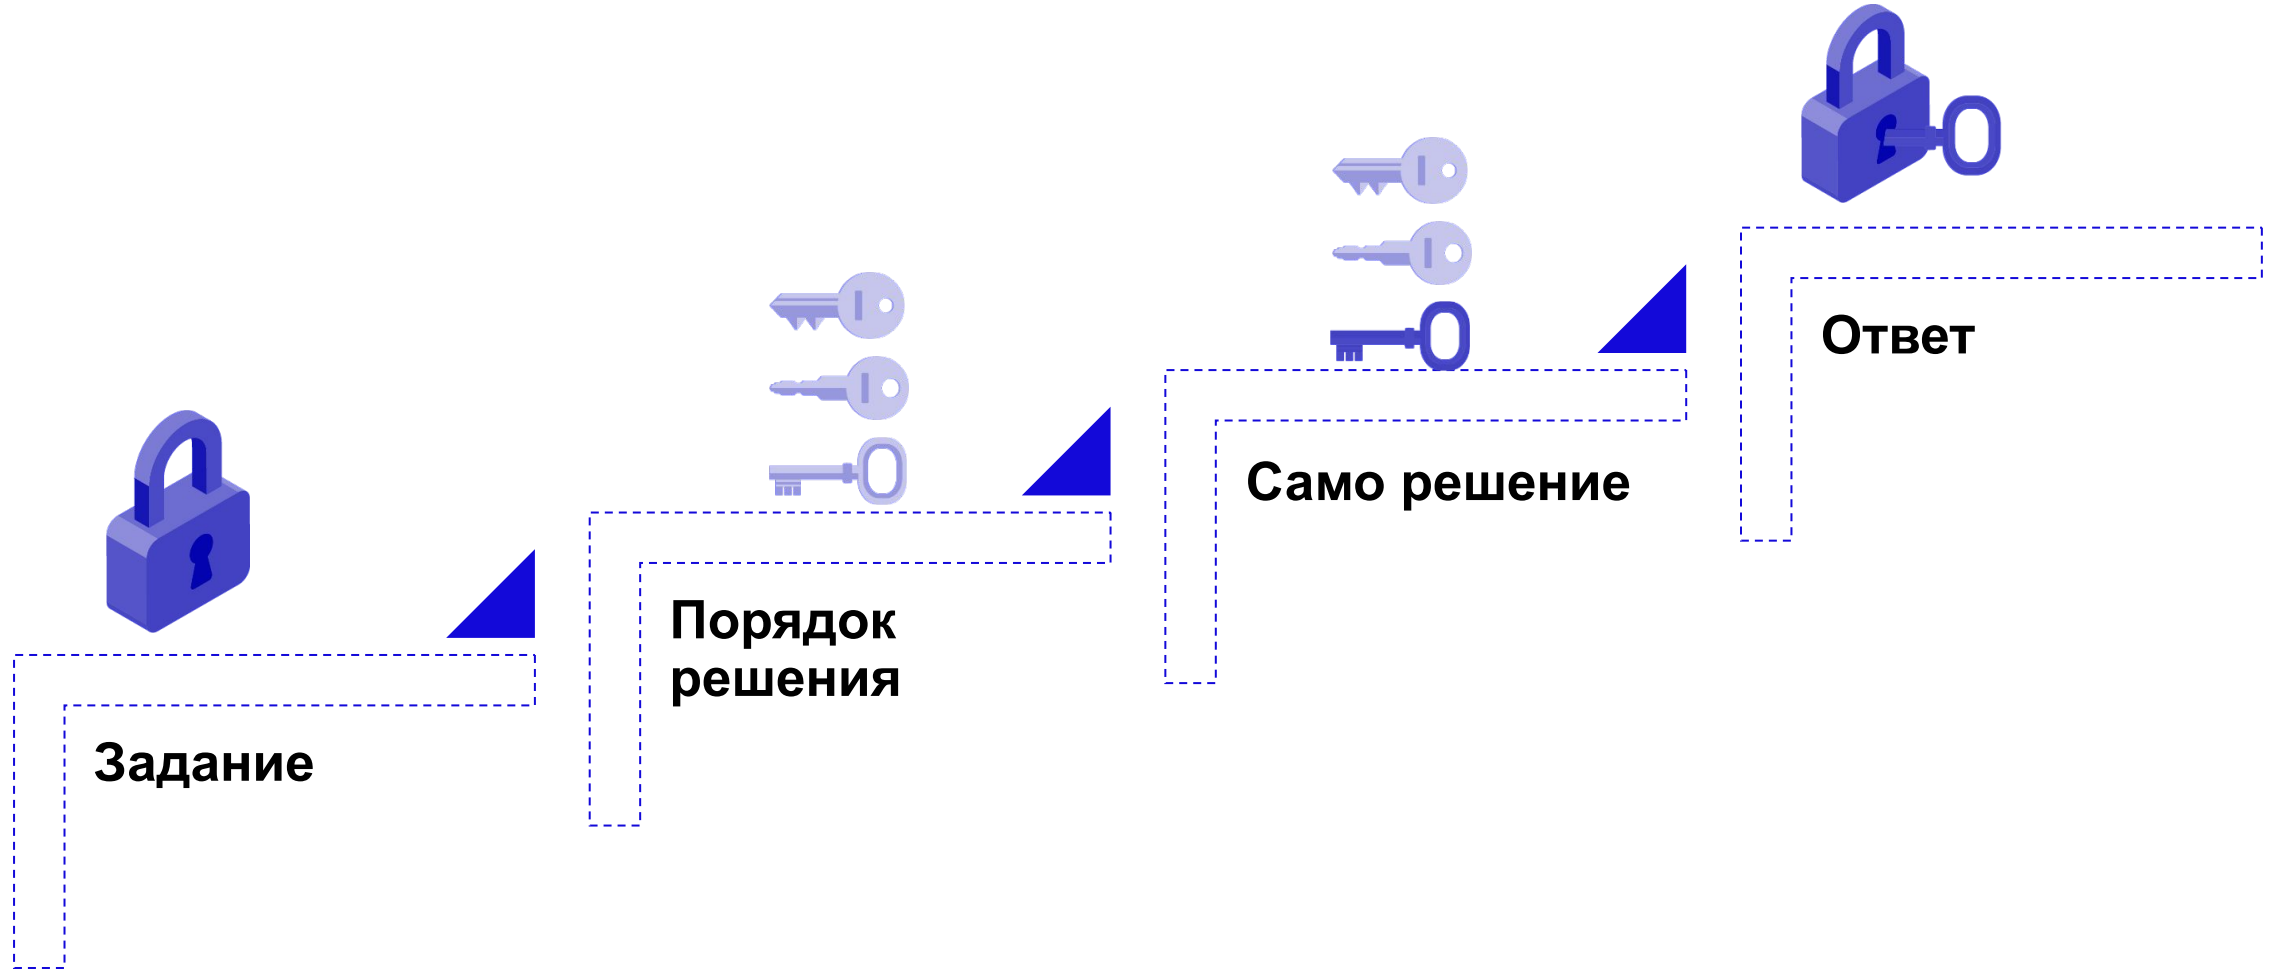 Задание
Порядок
решения
Само решение
Ответ